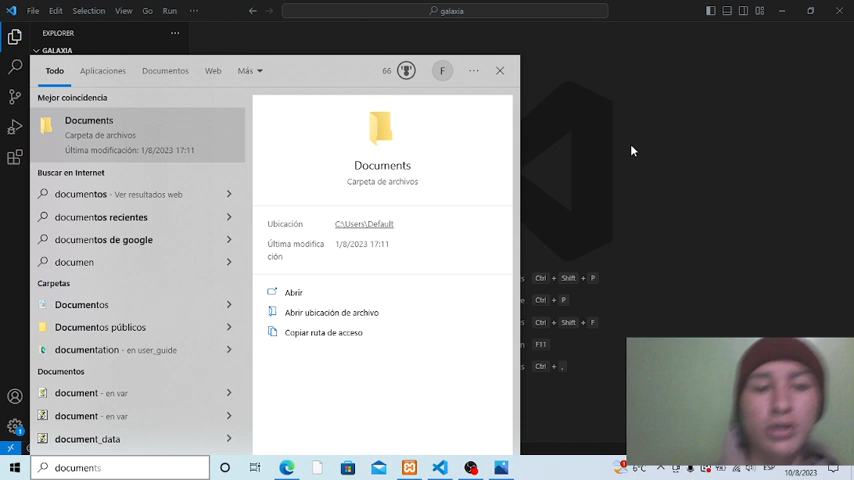 File Edit Selection View Go Run ···
galaxia
EXPLORER ···
GALAXIA
Todo Aplicaciones Documentos Web Más 66 F ···
Mejor coincidencia
Documents
Carpeta de archivos
Última modificación: 1/8/2023 17:11
Buscar en Internet
documentos - Ver resultados web
documentos recientes
documentos de google
documen
Carpetas
Documentos
Documentos públicos
documentation - en user_guide
Documentos
document - en var
document - en var
document_data
Documents
Carpeta de archivos
Ubicación C:\Users\Default
Última modifica
ción 1/8/2023 17:11
Abrir
Abrir ubicación de archivo
Copiar ruta de acceso
s Ctrl + Shift + P
e Ctrl + P
s Ctrl + Shift + F
n F11
s Ctrl + ,
1
documents
1 6°C ESP
10/8/2023